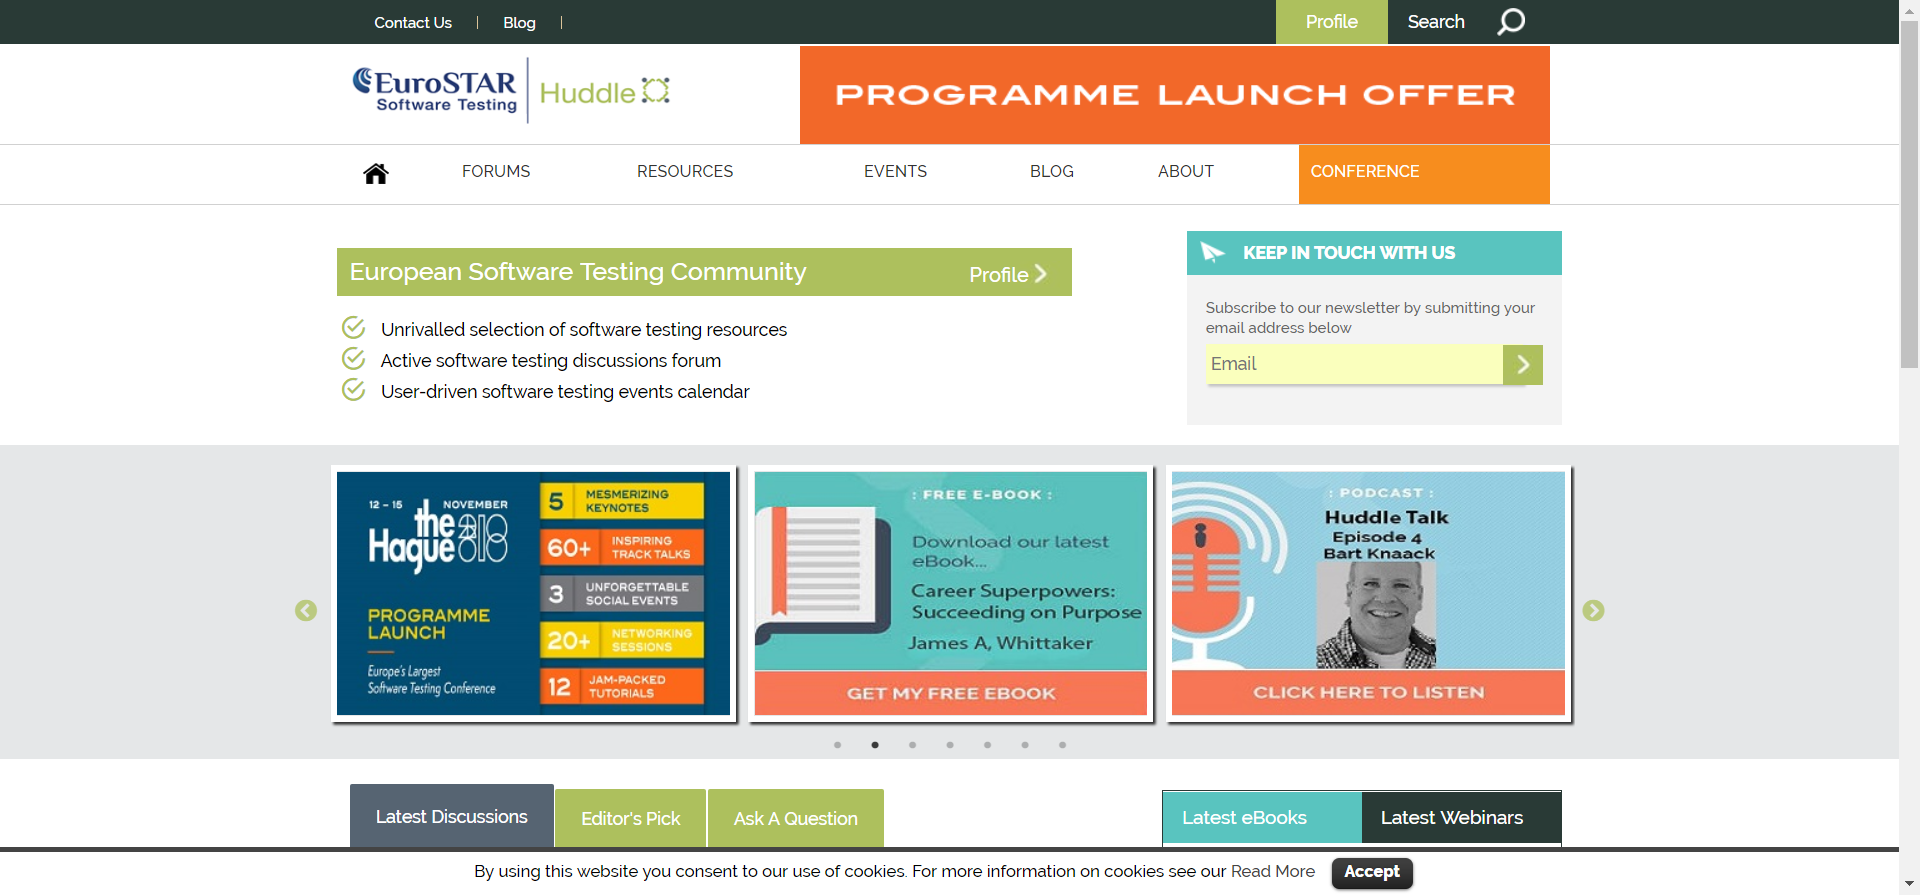 Contact Us
Blog
Profile
Search
EuroSTAR
Software Testing
Huddle
PROGRAMME LAUNCH OFFER
FORUMS
RESOURCES
EVENTS
BLOG
ABOUT
CONFERENCE
European Software Testing Community
Profile
Unrivalled selection of software testing resources
Active software testing discussions forum
User-driven software testing events calendar
KEEP IN TOUCH WITH US
Subscribe to our newsletter by submitting your
email address below
Email
12 - 15 NOVEMBER
the
Hague
2018
PROGRAMME
LAUNCH
Europe's Largest
Software Testing Conference
5 MESMERIZING
KEYNOTES
60+ INSPIRING
TRACK TALKS
3 UNFORGETTABLE
SOCIAL EVENTS
20+ NETWORKING
SESSIONS
12 JAM-PACKED
TUTORIALS
: FREE E-BOOK :
Download our latest
eBook...
Career Superpowers:
Succeeding on Purpose
James A, Whittaker
GET MY FREE EBOOK
: PODCAST :
Huddle Talk
Episode 4
Bart Knaack
CLICK HERE TO LISTEN
Latest Discussions
Editor's Pick
Ask A Question
Latest eBooks
Latest Webinars
By using this website you consent to our use of cookies. For more information on cookies see our Read More
Accept